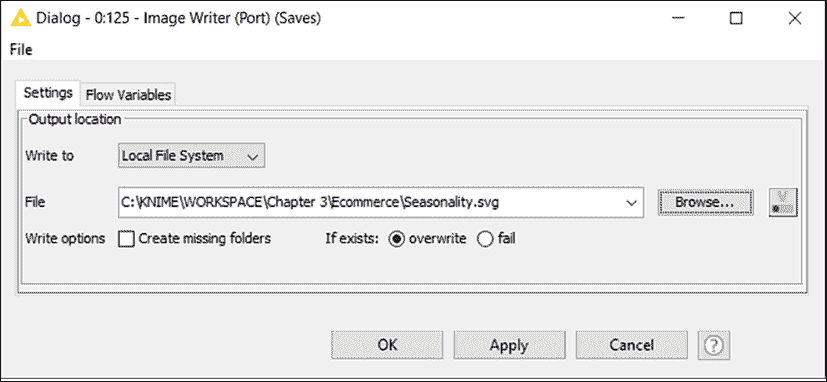 Dialog - 0:125 - Image Writer (Port) (Saves)
File
Settings Flow Variables
Output location
Write to Local File System
File C:\KNIME\WORKSPACE\Chapter 3\Ecommerce\Seasonality.svg Browse... V
Write options Create missing folders If exists: overwrite fail
OK Apply Cancel ?